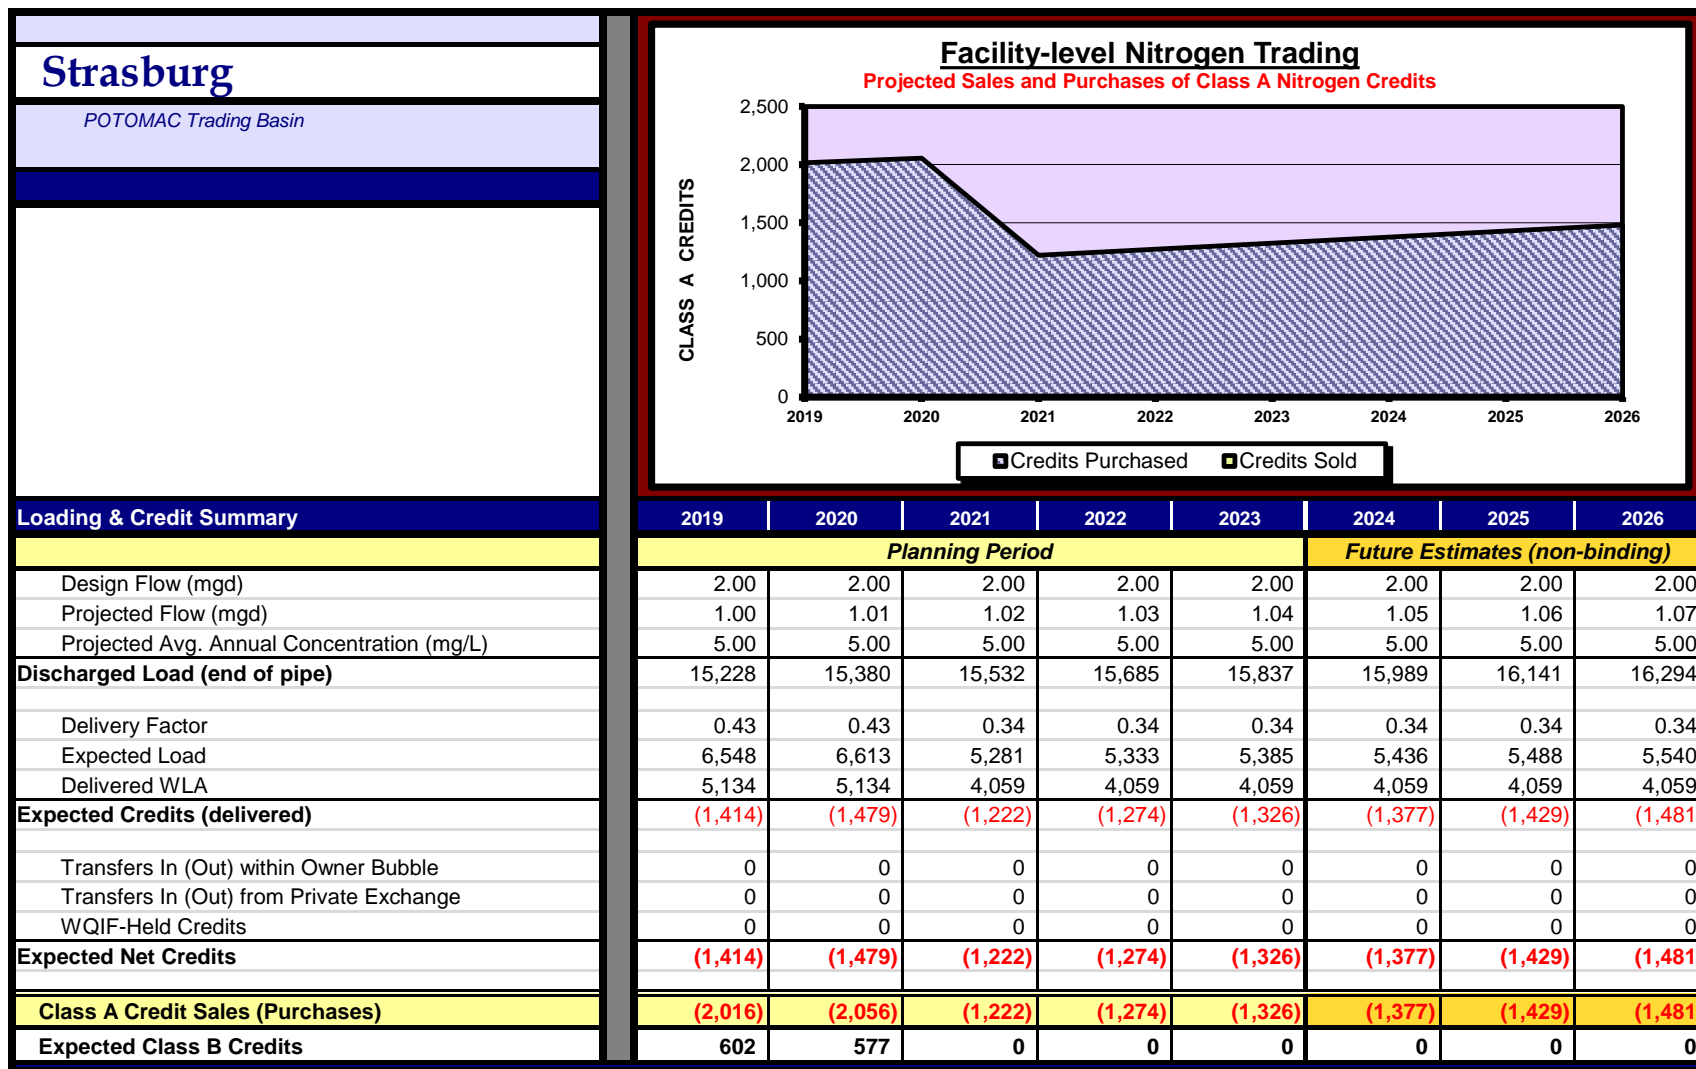 Strasburg
POTOMAC Trading Basin
Facility-level Nitrogen Trading
Projected Sales and Purchases of Class A Nitrogen Credits
CLASS A CREDITS
2,500
2,000
1,500
1,000
500
0
2019 2020 2021 2022 2023 2024 2025 2026
Credits Purchased Credits Sold
Loading & Credit Summary 2019 2020 2021 2022 2023 2024 2025 2026
Planning Period Future Estimates (non-binding)
Design Flow (mgd) 2.00 2.00 2.00 2.00 2.00 2.00 2.00 2.00
Projected Flow (mgd) 1.00 1.01 1.02 1.03 1.04 1.05 1.06 1.07
Projected Avg. Annual Concentration (mg/L) 5.00 5.00 5.00 5.00 5.00 5.00 5.00 5.00
Discharged Load (end of pipe) 15,228 15,380 15,532 15,685 15,837 15,989 16,141 16,294
Delivery Factor 0.43 0.43 0.34 0.34 0.34 0.34 0.34 0.34
Expected Load 6,548 6,613 5,281 5,333 5,385 5,436 5,488 5,540
Delivered WLA 5,134 5,134 4,059 4,059 4,059 4,059 4,059 4,059
Expected Credits (delivered) (1,414) (1,479) (1,222) (1,274) (1,326) (1,377) (1,429) (1,481
Transfers In (Out) within Owner Bubble 0 0 0 0 0 0 0 0
Transfers In (Out) from Private Exchange 0 0 0 0 0 0 0 0
WQIF-Held Credits 0 0 0 0 0 0 0 0
Expected Net Credits (1,414) (1,479) (1,222) (1,274) (1,326) (1,377) (1,429) (1,481
Class A Credit Sales (Purchases) (2,016) (2,056) (1,222) (1,274) (1,326) (1,377) (1,429) (1,481
Expected Class B Credits 602 577 0 0 0 0 0 0